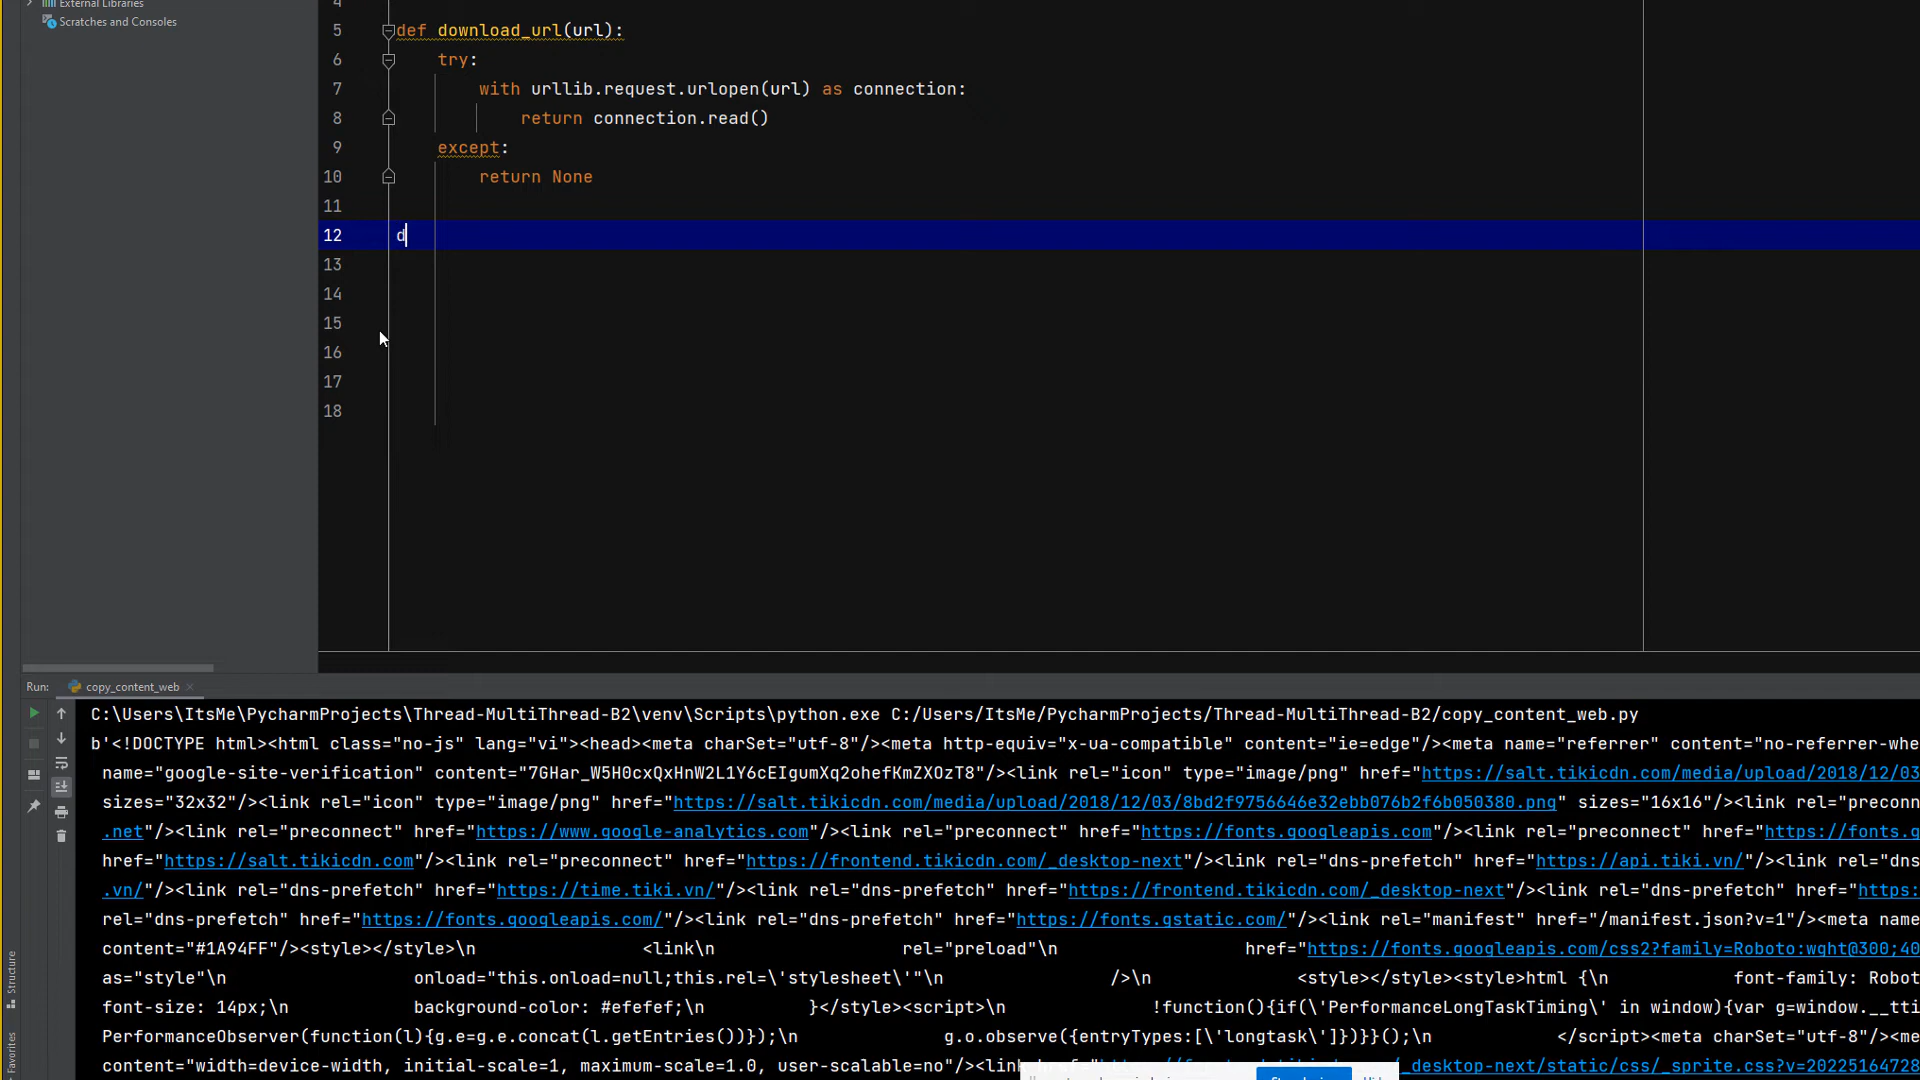 External Libraries
Scratches and Consoles
4
5 def download_url(url):
6 try:
7 with urllib.request.urlopen(url) as connection:
8 return connection.read()
9 except:
10 return None
11
12 d
13
14
15
16
17
18
Run: copy_content_web
C:\Users\ItsMe\PycharmProjects\Thread-MultiThread-B2\venv\Scripts\python.exe C:/Users/ItsMe/PycharmProjects/Thread-MultiThread-B2/copy_content_web.py
b'<!DOCTYPE html><html class="no-js" lang="vi"><head><meta charSet="utf-8"/><meta http-equiv="x-ua-compatible" content="ie=edge"/><meta name="referrer" content="no-referrer-whe
name="google-site-verification" content="7GHar_W5H0cxQxHnW2L1Y6cEIgumXq2ohefKmZXOzT8"/><link rel="icon" type="image/png" href="https://salt.tikicdn.com/media/upload/2018/12/03
sizes="32x32"/><link rel="icon" type="image/png" href="https://salt.tikicdn.com/media/upload/2018/12/03/8bd2f9756646e32ebb076b2f6b050380.png" sizes="16x16"/><link rel="preconn
.net"/><link rel="preconnect" href="https://www.google-analytics.com"/><link rel="preconnect" href="https://fonts.googleapis.com"/><link rel="preconnect" href="https://fonts.g
href="https://salt.tikicdn.com"/><link rel="preconnect" href="https://frontend.tikicdn.com/_desktop-next"/><link rel="dns-prefetch" href="https://api.tiki.vn/"/><link rel="dns
.vn/"/><link rel="dns-prefetch" href="https://time.tiki.vn/"/><link rel="dns-prefetch" href="https://frontend.tikicdn.com/_desktop-next"/><link rel="dns-prefetch" href="https:
rel="dns-prefetch" href="https://fonts.googleapis.com/"/><link rel="dns-prefetch" href="https://fonts.gstatic.com/"/><link rel="manifest" href="/manifest.json?v=1"/><meta name
content="#1A94FF"/><style></style>\n <link\n rel="preload"\n href="https://fonts.googleapis.com/css2?family=Roboto:wght@300;40
as="style"\n onload="this.onload=null;this.rel=\'stylesheet\'"\n />\n <style></style><style>html {\n font-family: Robot
font-size: 14px;\n background-color: #efefef;\n }</style><script>\n !function(){if(\'PerformanceLongTaskTiming\' in window){var g=window.__tti
PerformanceObserver(function(l){g.e=g.e.concat(l.getEntries())});\n g.o.observe({entryTypes:[\'longtask\']})}}();\n </script><meta charSet="utf-8"/><me
content="width=device-width, initial-scale=1, maximum-scale=1.0, user-scalable=no"/><link _desktop-next/static/css/_sprite.css?v=20225164728
Structure
Favorites